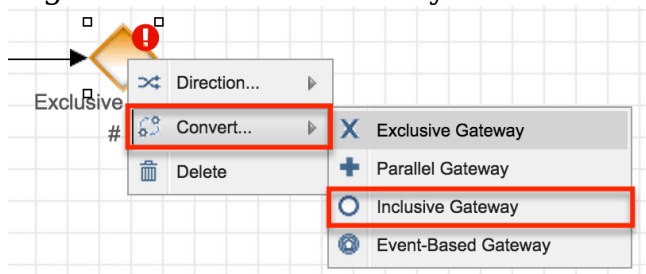 Exclusive
#
Direction...
Convert...
Delete
Exclusive Gateway
Parallel Gateway
Inclusive Gateway
Event-Based Gateway